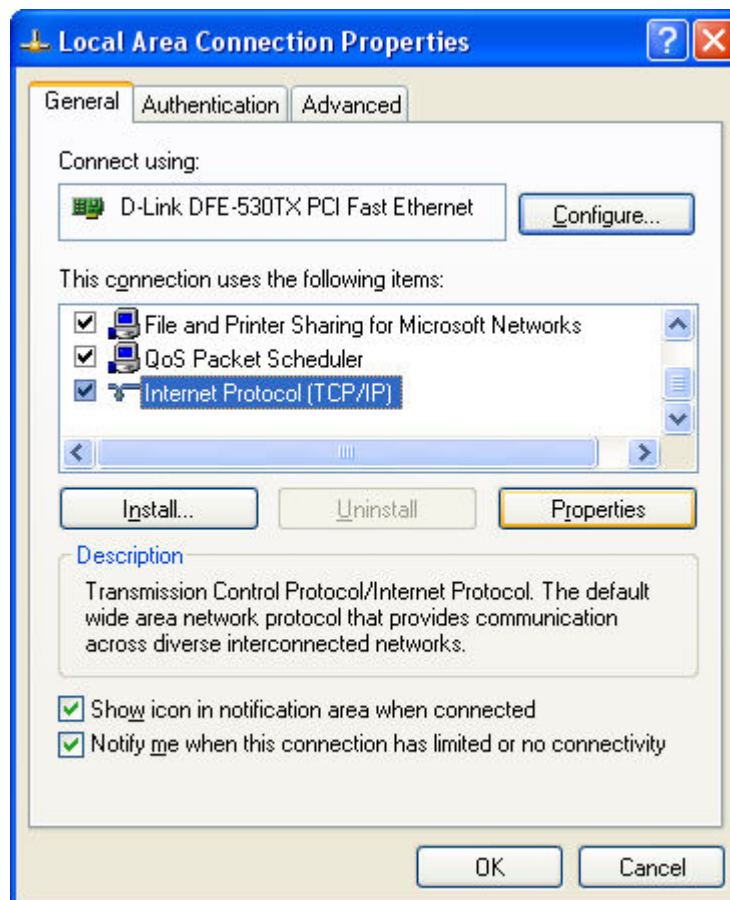 Local Area Connection Properties
General
Authentication
Advanced
Connect using:
D-Link DFE-530TX PCI Fast Ethernet
Configure...
This connection uses the following items:
File and Printer Sharing for Microsoft Networks
QoS Packet Scheduler
Internet Protocol (TCP/IP)
Install...
Uninstall
Properties
Description
Transmission Control Protocol/Internet Protocol. The default
wide area network protocol that provides communication
across diverse interconnected networks.
Show icon in notification area when connected
Notify me when this connection has limited or no connectivity
OK
Cancel